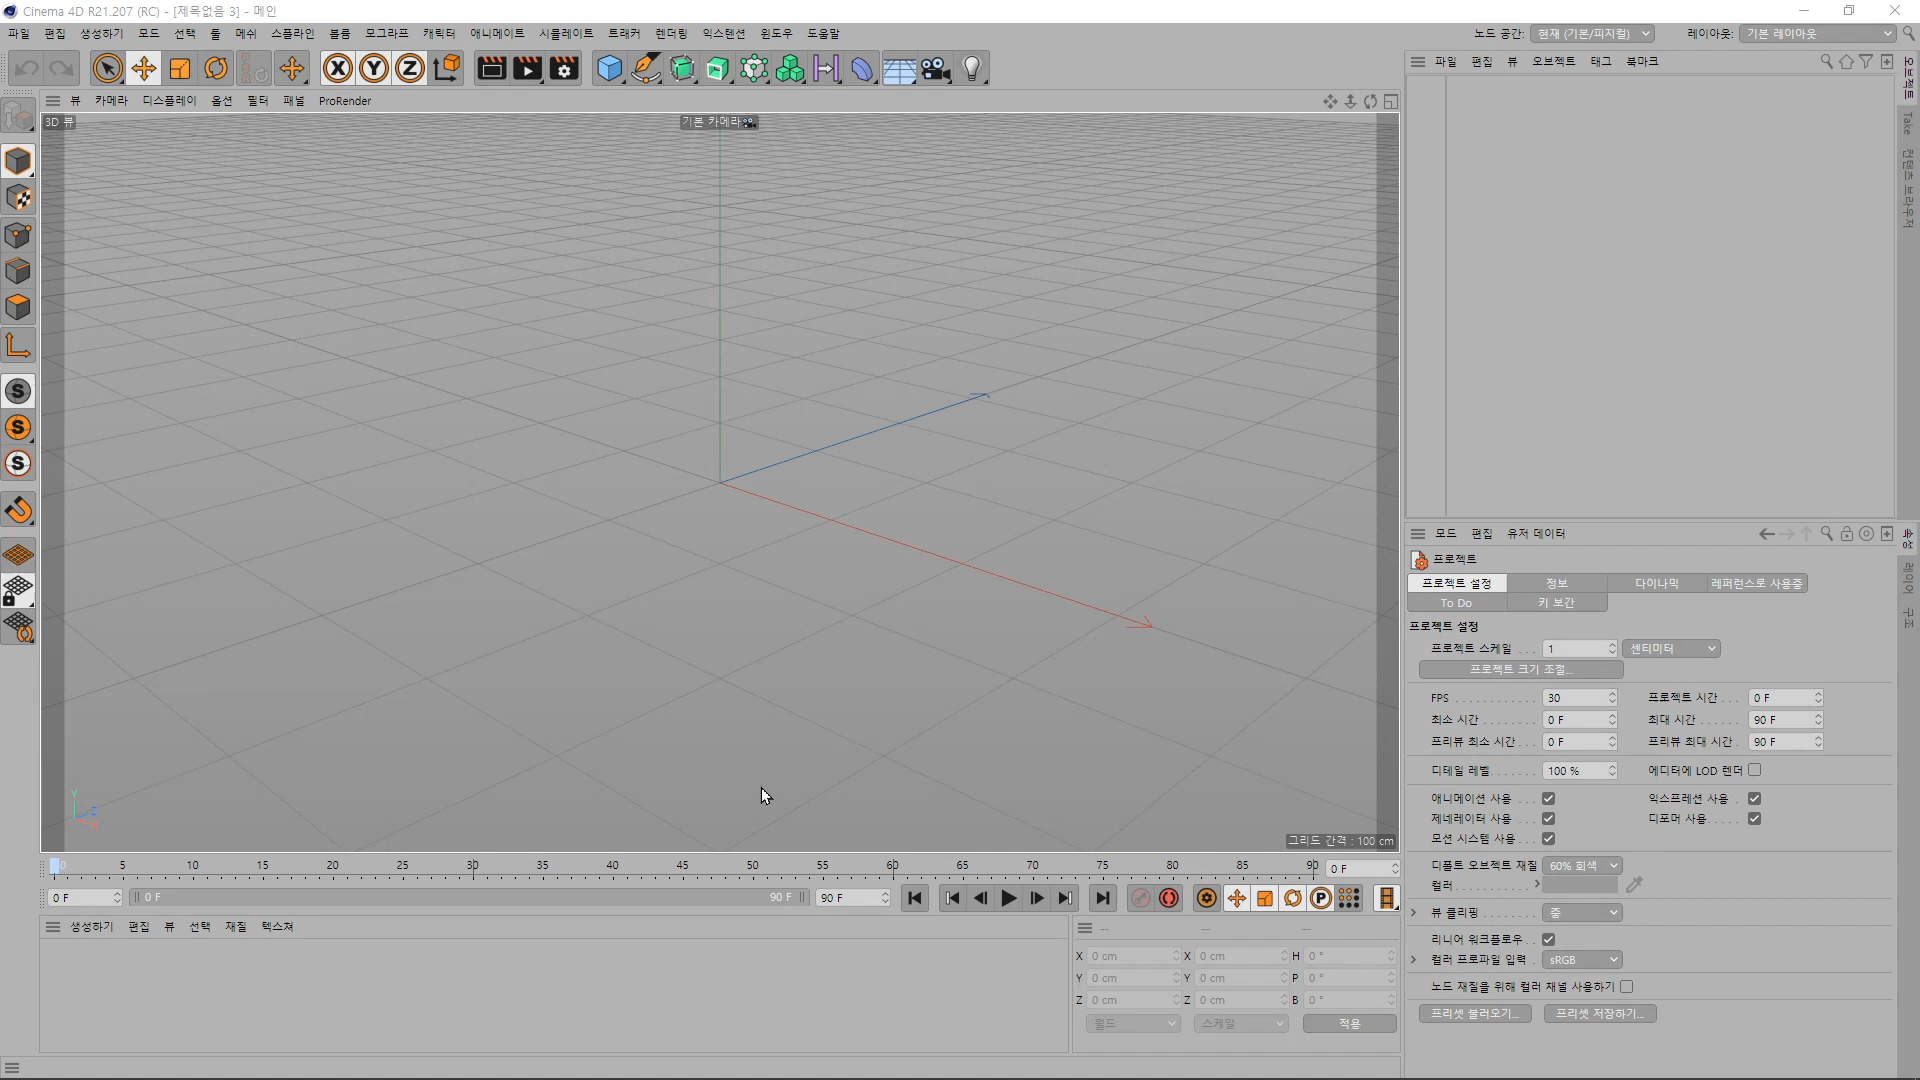 Cinema 4D R21.207 (RC) - [제목없음 3] - 메인
파일 편집 생성하기 모드 선택 툴 메쉬 스플라인 볼륨 모그라프 캐릭터 애니메이트 시뮬레이트 트래커 렌더링 익스텐션 윈도우 도움말
노드 공간: 현재 (기본/피지컬) 레이아웃: 기본 레이아웃
파일 편집 뷰 오브젝트 태그 북마크
뷰 카메라 디스플레이 옵션 필터 패널 ProRender
3D 뷰
기본 카메라
오브젝트
Take
컨텐츠 브라우저
X Y Z
S
S
S
Y
Z
X
그리드 간격 : 100 cm
모드 편집 유저 데이터
속성
레이어
구조
프로젝트
프로젝트 설정 정보 다이나믹 레퍼런스로 사용중
To Do 키 보간
프로젝트 설정
프로젝트 스케일 . . . 1 센티미터
프로젝트 크기 조절...
FPS . . . . . . . . . . . . 30 프로젝트 시간 . . . 0 F
최소 시간 . . . . . . . . 0 F 최대 시간 . . . . . . 90 F
프리뷰 최소 시간 . . . 0 F 프리뷰 최대 시간 . 90 F
디테일 레벨. . . . . . . 100 % 에디터에 LOD 렌더
애니메이션 사용 . . . 익스프레션 사용 .
제네레이터 사용 . . . 디포머 사용. . . . .
모션 시스템 사용 .
디폴트 오브젝트 재질 60% 회색
컬러. . . . . . . . . . .
뷰 클리핑 . . . . . . . . 중
리니어 워크플로우 . .
컬러 프로파일 입력 . sRGB
노드 재질을 위해 컬러 채널 사용하기
프리셋 불러오기... 프리셋 저장하기...
0 5 10 15 20 25 30 35 40 45 50 55 60 65 70 75 80 85 90 0 F
0 F 0 F 90 F 90 F P
생성하기 편집 뷰 선택 재질 텍스쳐
-- -- --
X 0 cm X 0 cm H 0 °
Y 0 cm Y 0 cm P 0 °
Z 0 cm Z 0 cm B 0 °
월드 스케일 적용